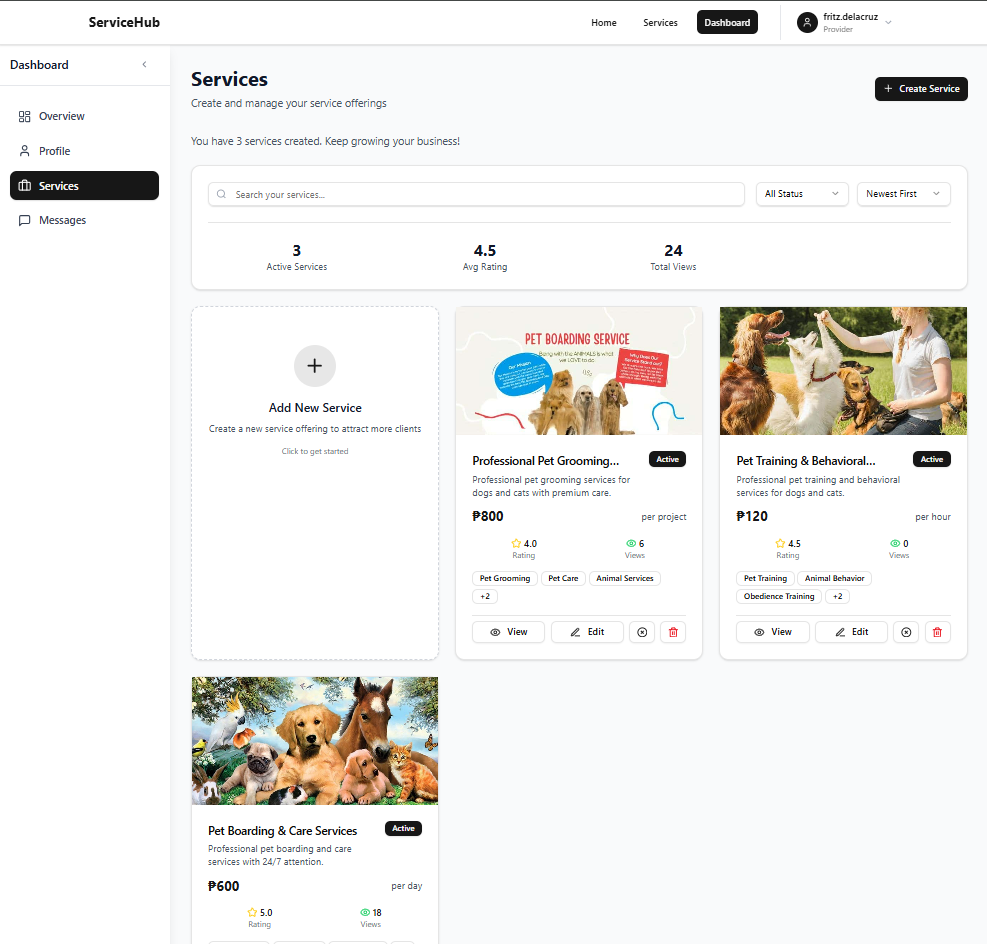 ServiceHub
Home
Services
Dashboard
fritz.delacruz
Provider
Dashboard
Overview
Profile
Services
Messages
Services
Create and manage your service offerings
+ Create Service
You have 3 services created. Keep growing your business!
Search your services...
All Status
Newest First
3
Active Services
4.5
Avg Rating
24
Total Views
Add New Service
Create a new service offering to attract more clients
Click to get started
PET BOARDING SERVICE
Being with the ANIMALS is what
we LOVE to do.
Our Mission
Why Does Our
Professional Pet Grooming...
Active
Professional pet grooming services for
dogs and cats with premium care.
₱800
per project
4.0
Rating
6
Views
Pet Grooming
Pet Care
Animal Services
+2
View
Edit
Pet Training & Behavioral...
Active
Professional pet training and behavioral
services for dogs and cats.
₱120
per hour
4.5
Rating
0
Views
Pet Training
Animal Behavior
Obedience Training
+2
View
Edit
Pet Boarding & Care Services
Active
Professional pet boarding and care
services with 24/7 attention.
₱600
per day
5.0
Rating
18
Views